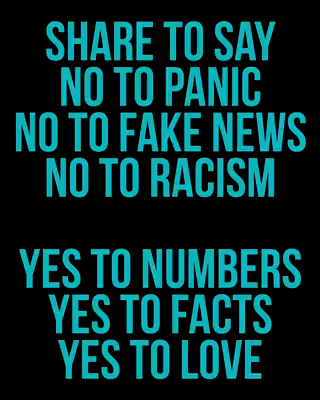 SHARE TO SAY
NO TO PANIC
NO TO FAKE NEWS
NO TO RACISM
YES TO NUMBERS
YES TO FACTS
YES TO LOVE